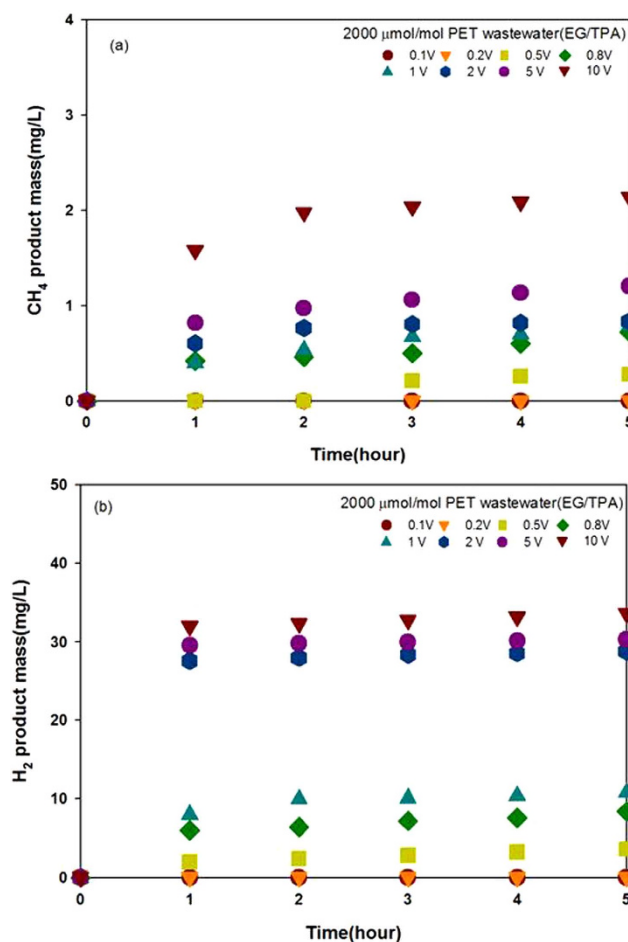 (a)
2000 μmol/mol PET wastewater(EG/TPA)
0.1V 0.2V 0.5V 0.8V
1 V 2 V 5 V 10 V
CH4 product mass(mg/L)
4
3
2
1
0
0 1 2 3 4 5
Time(hour)
(b)
2000 μmol/mol PET wastewater(EG/TPA)
0.1V 0.2V 0.5V 0.8V
1 V 2 V 5 V 10 V
H2 product mass(mg/L)
50
40
30
20
10
0
0 1 2 3 4 5
Time(hour)